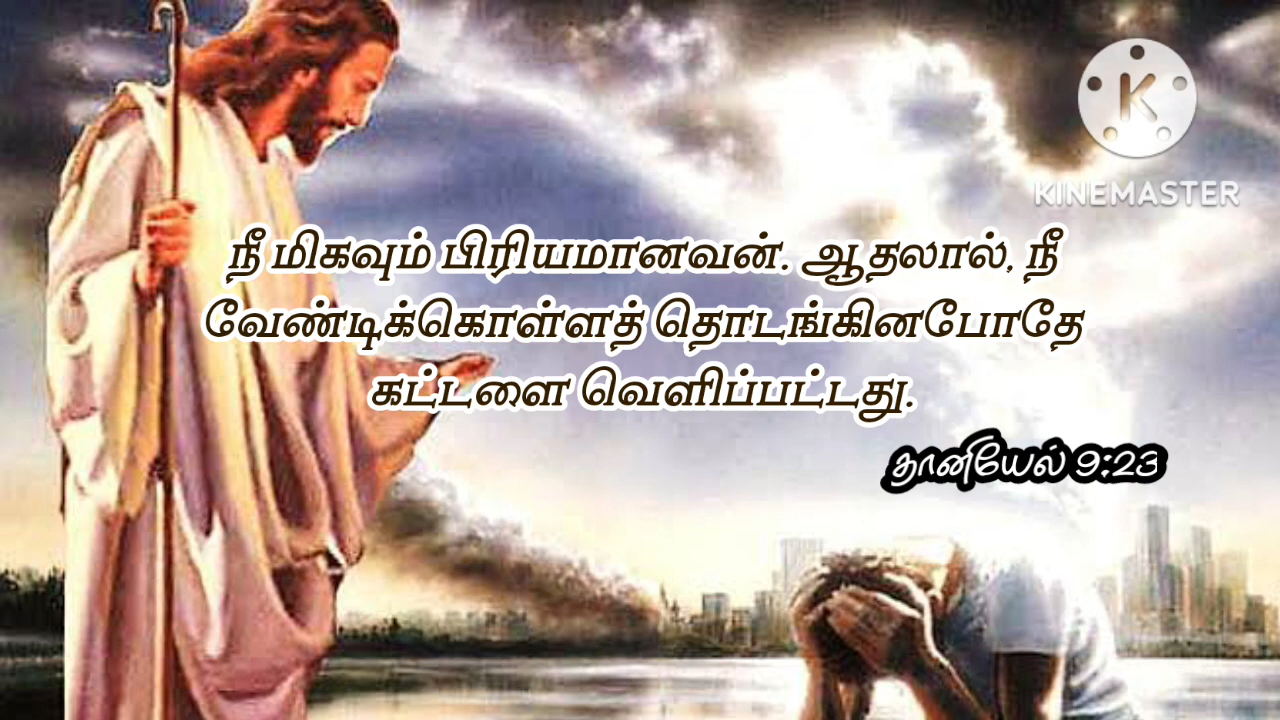 K
KINEMASTER
நீ மிகவும் பிரியமானவன். ஆதலால், நீ
வேண்டிக்கொள்ளத் தொடங்கினபோதே
கட்டளை வெளிப்பட்டது.
தானியேல் 9:23